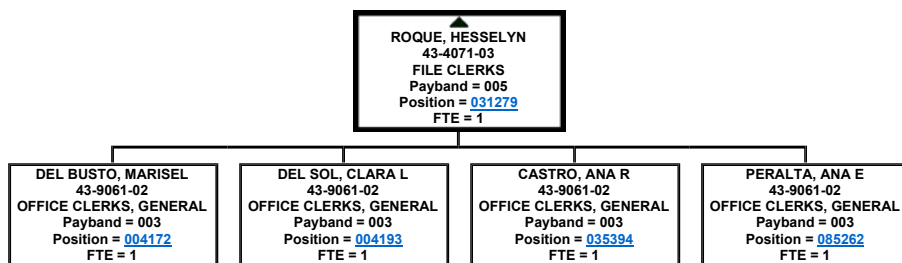 ROQUE, HESSELYN
43-4071-03
FILE CLERKS
Payband = 005
Position = 031279
FTE = 1
DEL BUSTO, MARISEL
43-9061-02
OFFICE CLERKS, GENERAL
Payband = 003
Position = 004172
FTE = 1
DEL SOL, CLARA L
43-9061-02
OFFICE CLERKS, GENERAL
Payband = 003
Position = 004193
FTE = 1
CASTRO, ANA R
43-9061-02
OFFICE CLERKS, GENERAL
Payband = 003
Position = 035394
FTE = 1
PERALTA, ANA E
43-9061-02
OFFICE CLERKS, GENERAL
Payband = 003
Position = 085262
FTE = 1